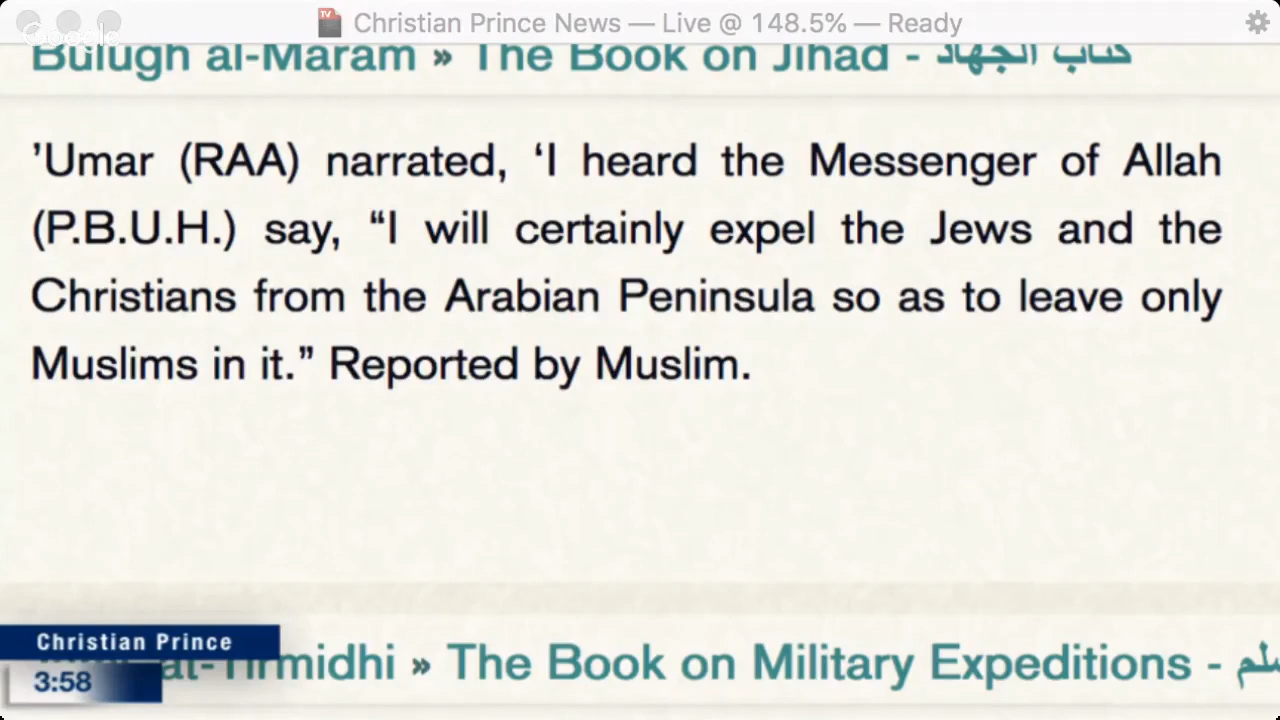 Christian Prince News — Live @ 148.5% — Ready
Google
Bulugh al-Maram » The Book on Jihad - كتاب الجهاد
’Umar (RAA) narrated, ‘I heard the Messenger of Allah
(P.B.U.H.) say, “I will certainly expel the Jews and the
Christians from the Arabian Peninsula so as to leave only
Muslims in it.” Reported by Muslim.
Christian Prince
at-Tirmidhi » The Book on Military Expeditions -
3:58